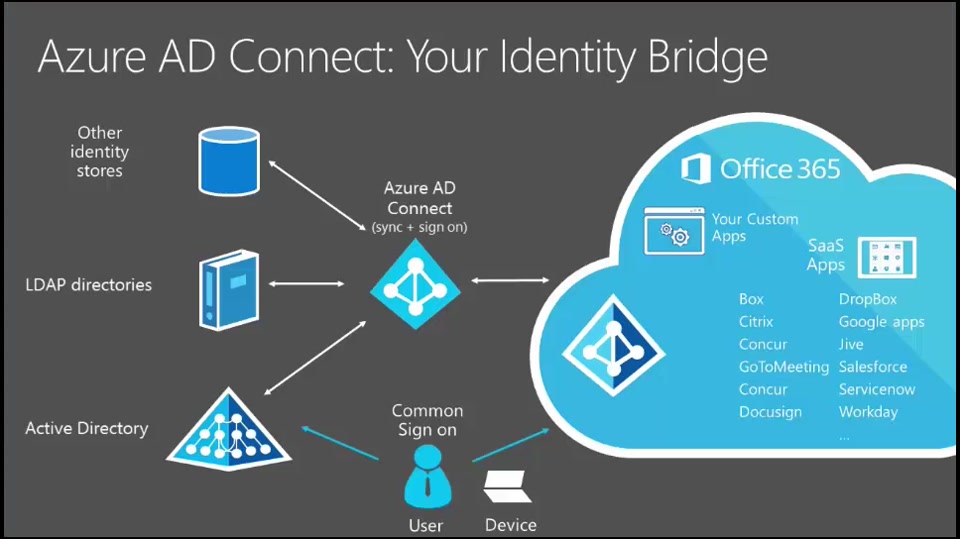 Azure AD Connect: Your Identity Bridge
Other
identity
stores
Azure AD
Connect
(sync + sign on)
LDAP directories
Active Directory
Common
Sign on
User
Device
Office 365
Your Custom
Apps
SaaS
Apps
Box
Citrix
Concur
GoToMeeting
Concur
Docusign
DropBox
Google apps
Jive
Salesforce
Servicenow
Workday
...